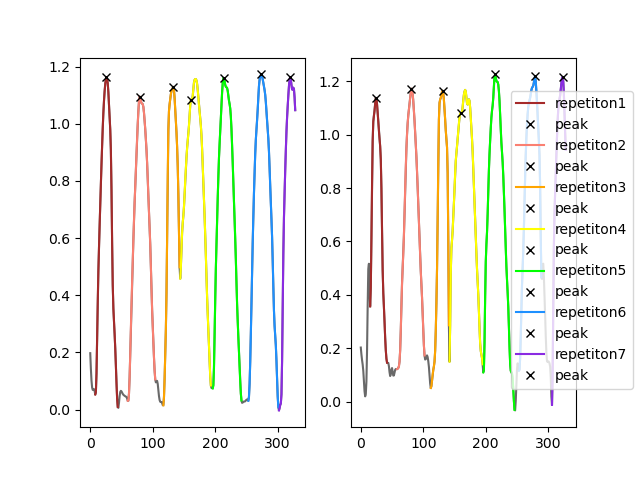 1.2
1.0
0.8
0.6
0.4
0.2
0.0
0
100
200
300
1.2
1.0
0.8
0.6
0.4
0.2
0.0
0
100
200
300
repetiton1
peak
repetiton2
peak
repetiton3
peak
repetiton4
peak
repetiton5
peak
repetiton6
peak
repetiton7
peak